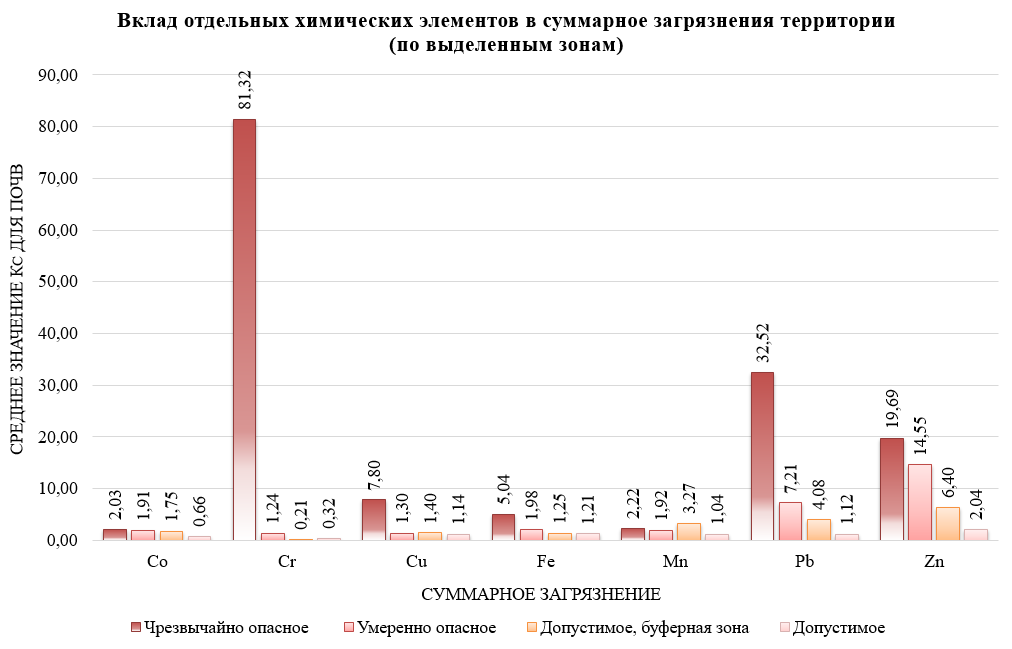 Вклад отдельных химических элементов в суммарное загрязнения территории
(по выделенным зонам)
СРЕДНЕЕ ЗНАЧЕНИЕ Кс ДЛЯ ПОЧВ
90,00
80,00
70,00
60,00
50,00
40,00
30,00
20,00
10,00
0,00
2,03 1,91 1,75 0,66
81,32 1,24 0,21 0,32
7,80 1,30 1,40 1,14
5,04 1,98 1,25 1,21
2,22 1,92 3,27 1,04
32,52 7,21 4,08 1,12
19,69 14,55 6,40 2,04
Co Cr Cu Fe Mn Pb Zn
СУММАРНОЕ ЗАГРЯЗНЕНИЕ
Чрезвычайно опасное Умеренно опасное Допустимое, буферная зона Допустимое